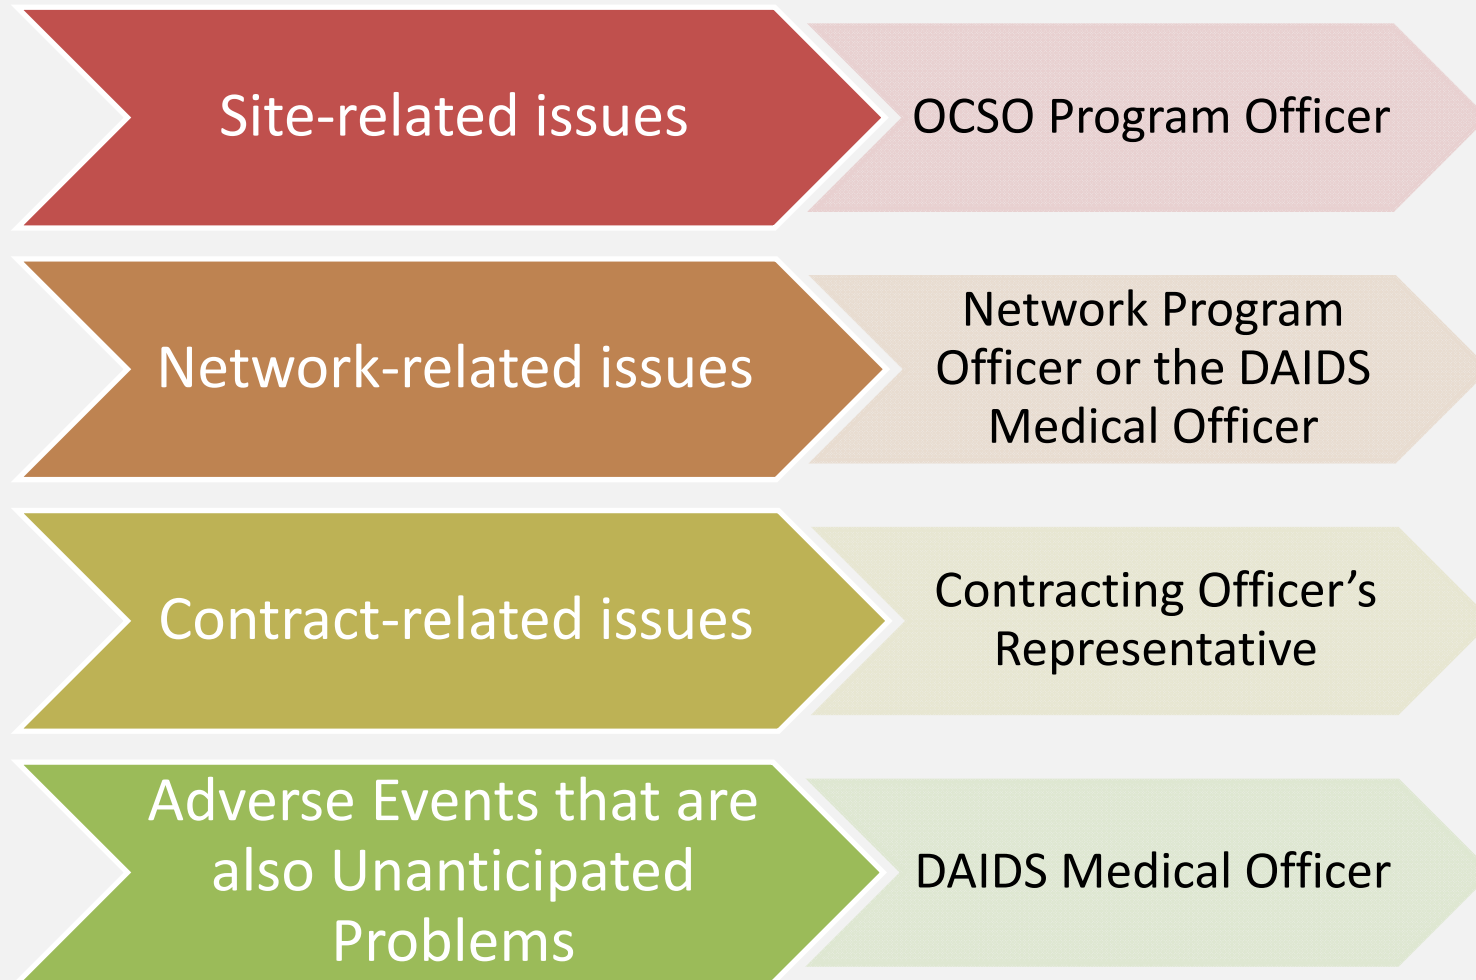 Site-related issues
OCSO Program Officer
Network-related issues
Network Program
Officer or the DAIDS
Medical Officer
Contract-related issues
Contracting Officer’s
Representative
Adverse Events that are
also Unanticipated
Problems
DAIDS Medical Officer